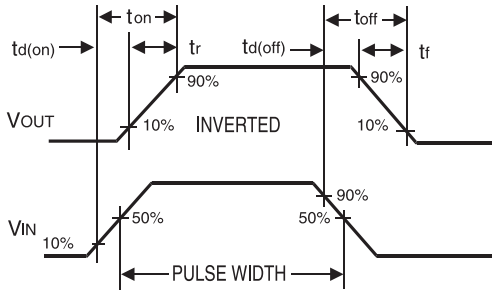 ton
toff
td(on)
tr
td(off)
tf
90%
90%
VOUT
10%
INVERTED
10%
90%
VIN
50%
50%
10%
PULSE WIDTH